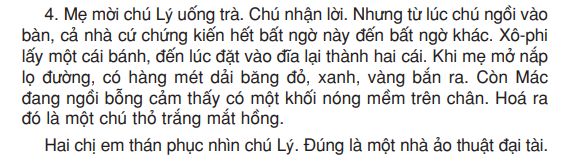 4. Mẹ mời chú Lý uống trà. Chú nhận lời. Nhưng từ lúc chú ngồi vào
bàn, cả nhà cứ chứng kiến hết bất ngờ này đến bất ngờ khác. Xô-phi
lấy một cái bánh, đến lúc đặt vào đĩa lại thành hai cái. Khi mẹ mở nắp
lọ đường, có hàng mét dải băng đỏ, xanh, vàng bắn ra. Còn Mác
đang ngồi bỗng cảm thấy có một khối nóng mềm trên chân. Hoá ra
đó là một chú thỏ trắng mắt hồng.
Hai chị em thán phục nhìn chú Lý. Đúng là một nhà ảo thuật đại tài.